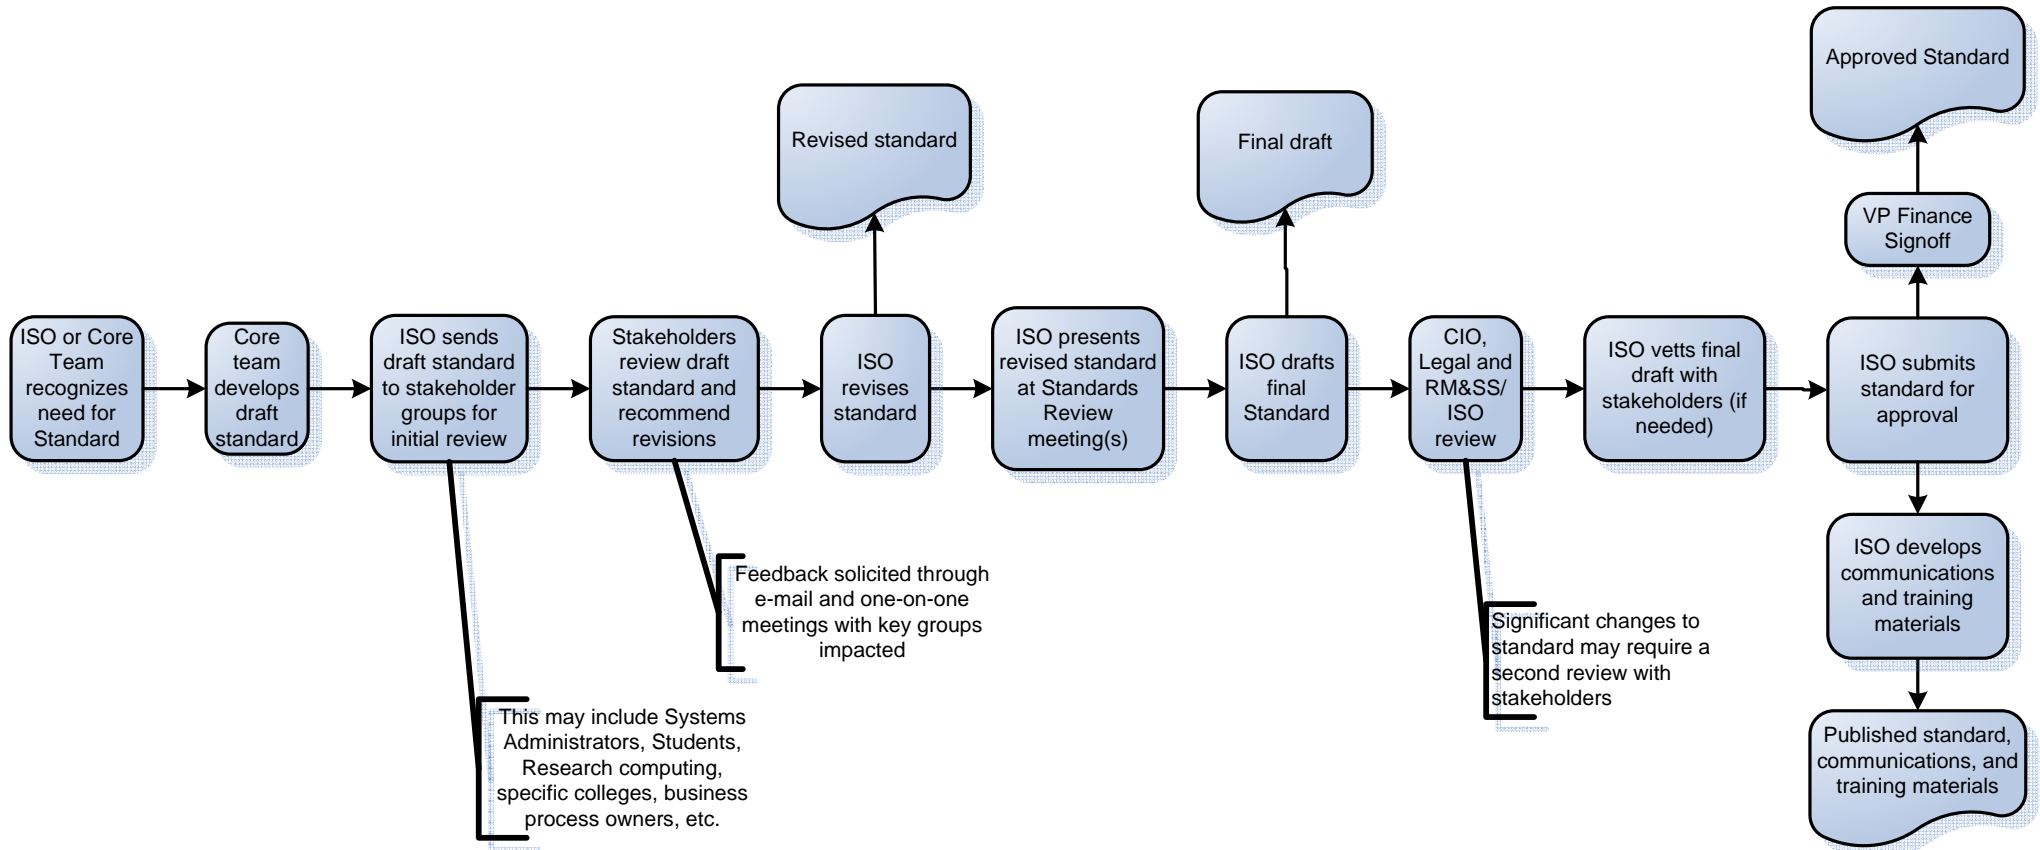 Approved Standard
Revised standard
Final draft
VP Finance
Signoff
ISO or Core
Team
recognizes
need for
Standard
Core
team
develops
draft
standard
ISO sends
draft standard
to stakeholder
groups for
initial review
Stakeholders
review draft
standard and
recommend
revisions
ISO
revises
standard
ISO presents
revised standard
at Standards
Review
meeting(s)
ISO drafts
final
Standard
CIO,
Legal and
RM&SS/
ISO
review
ISO vetts final
draft with
stakeholders (if
needed)
ISO submits
standard for
approval
Feedback solicited through
e-mail and one-on-one
meetings with key groups
impacted
Significant changes to
standard may require a
second review with
stakeholders
ISO develops
communications
and training
materials
This may include Systems
Administrators, Students,
Research computing,
specific colleges, business
process owners, etc.
Published standard,
communications, and
training materials